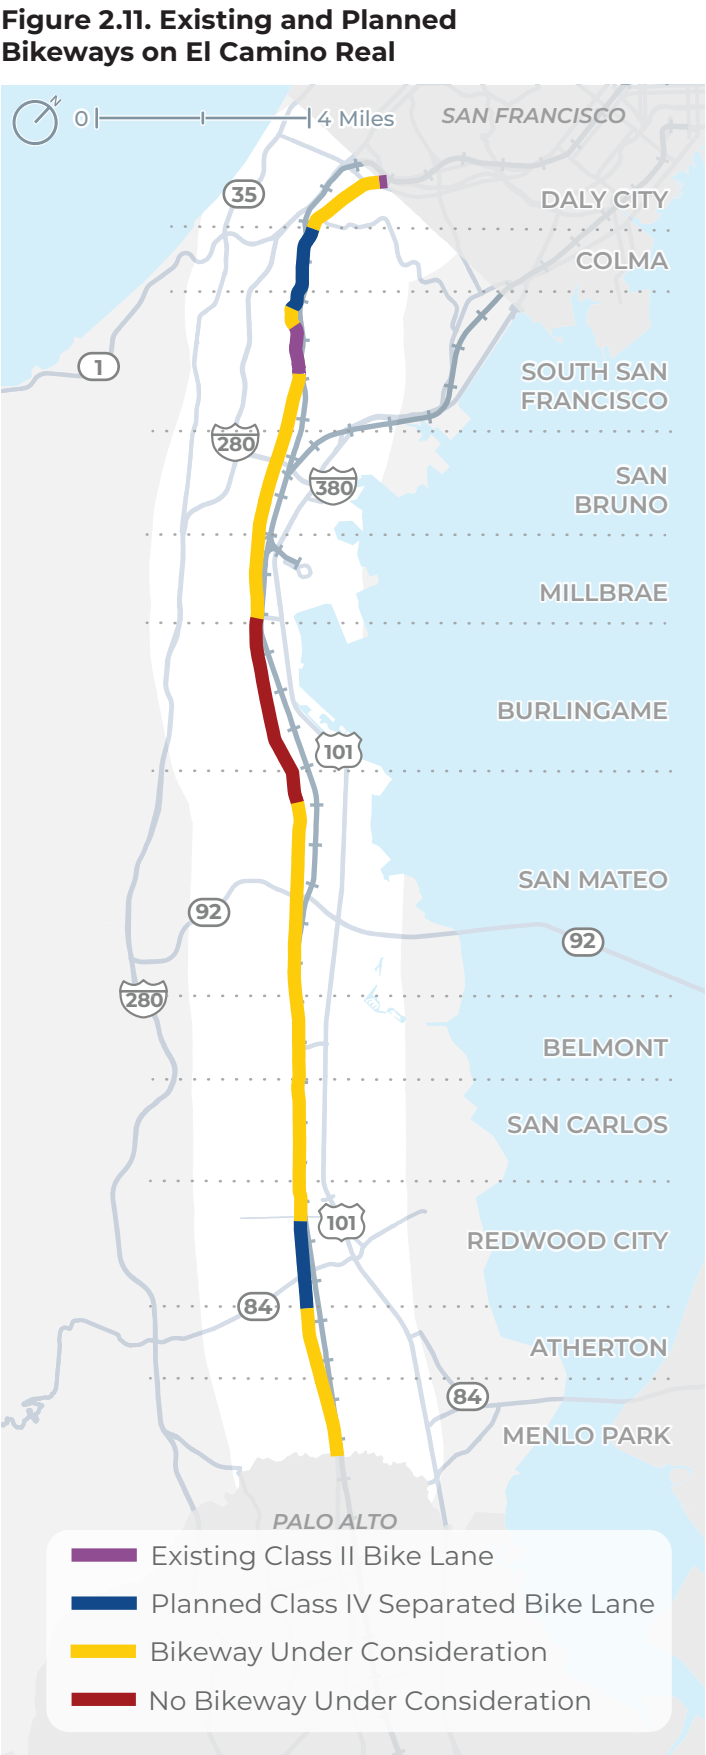 Figure 2.11. Existing and Planned
Bikeways on El Camino Real
N
0
4 Miles
SAN FRANCISCO
35
DALY CITY
COLMA
1
SOUTH SAN
FRANCISCO
280
SAN
BRUNO
380
MILLBRAE
BURLINGAME
101
SAN MATEO
92
92
280
BELMONT
SAN CARLOS
101
REDWOOD CITY
84
ATHERTON
84
MENLO PARK
PALO ALTO
Existing Class II Bike Lane
Planned Class IV Separated Bike Lane
Bikeway Under Consideration
No Bikeway Under Consideration